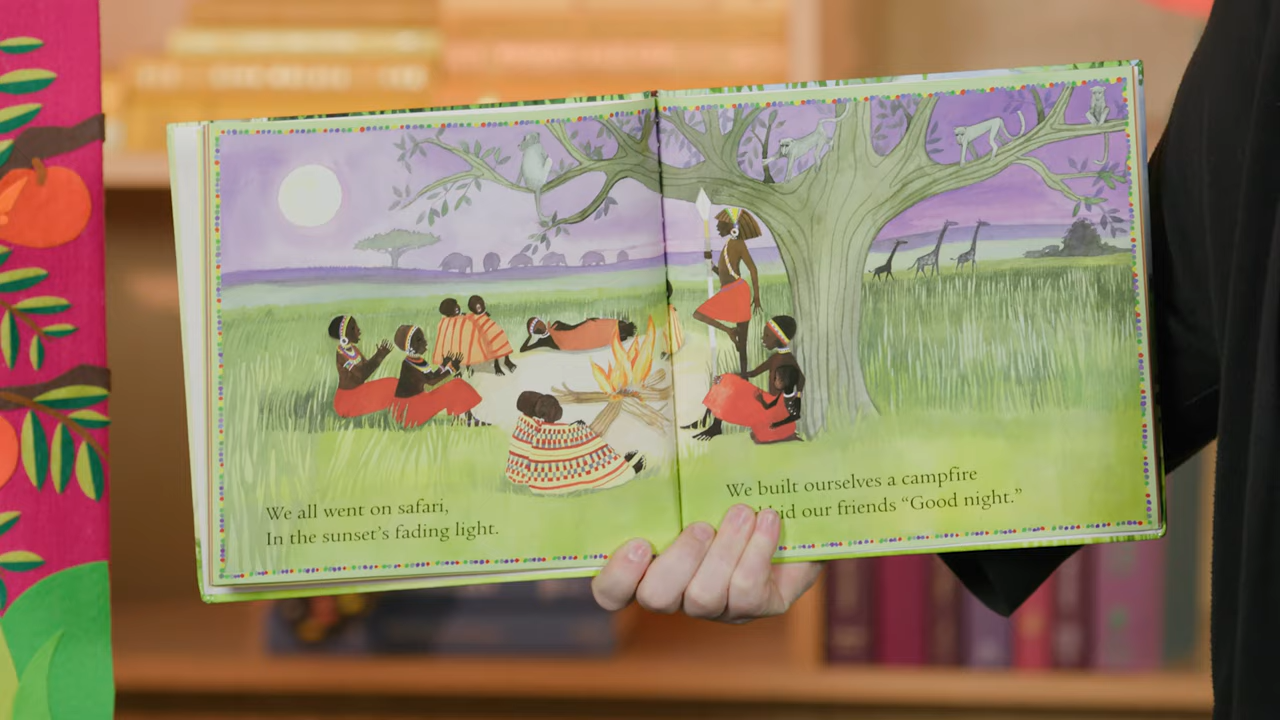 We all went on safari,
In the sunset's fading light.
We built ourselves a campfire
our friends “Good night.”